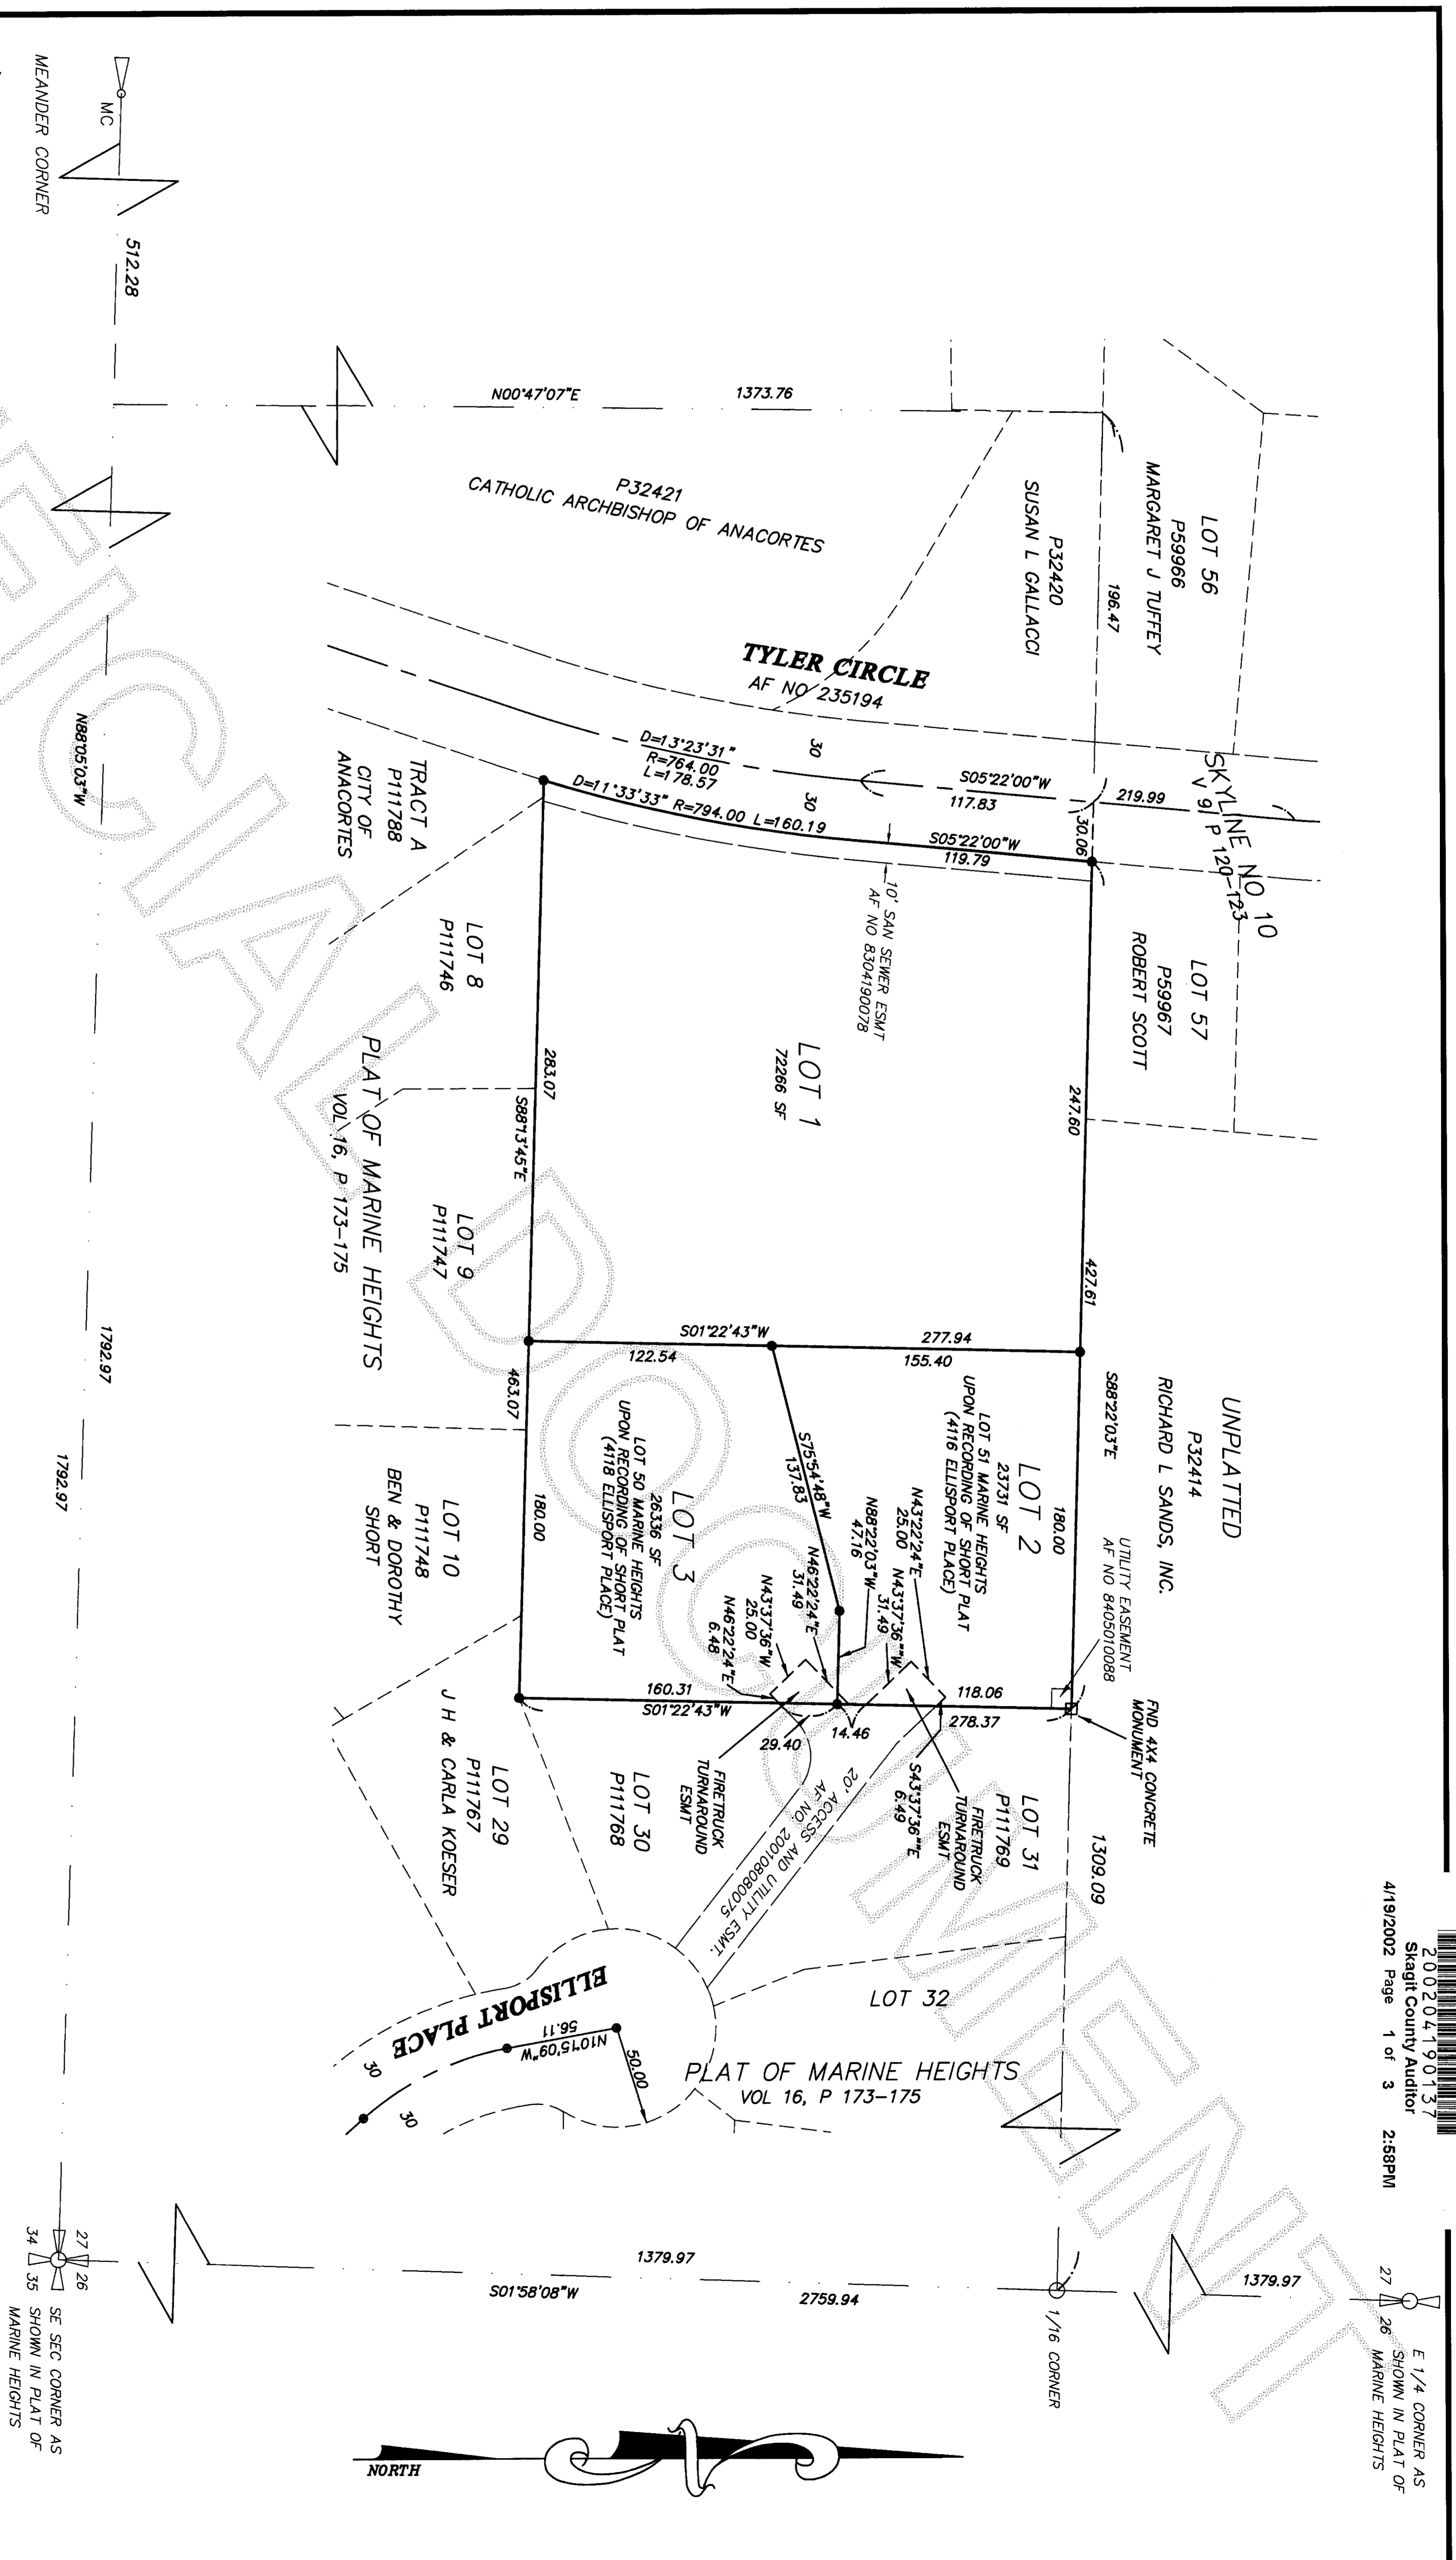 200204190137
Skagit County Auditor
4/19/2002 Page 1 of 3 2:58PM
E 1/4 CORNER AS
SHOWN IN PLAT OF
MARINE HEIGHTS
27 26
1379.97
1/16 CORNER
2759.94
1379.97
S01°58'08"W
27 26
34 35
SE SEC CORNER AS
SHOWN IN PLAT OF
MARINE HEIGHTS
NORTH
MEANDER CORNER
MC
512.28
N88°05'03"W
1792.97
1792.97
N00°47'07"E
1373.76
P32421
CATHOLIC ARCHBISHOP OF ANACORTES
P32420
SUSAN L GALLACCI
LOT 56
P59966
MARGARET J TUFFEY
196.47
TYLER CIRCLE
AF NO 235194
30
30
D=13°23'31"
R=764.00
L=178.57
D=11°33'33" R=794.00 L=160.19
S05°22'00"W
117.83
219.99
S05°22'00"W
119.79
30.06
SKYLINE NO 10
V 9 P 120-123
LOT 57
P59967
ROBERT SCOTT
10' SAN SEWER ESMT
AF NO 8304190078
TRACT A
P111788
CITY OF
ANACORTES
LOT 8
P111746
LOT 9
P111747
PLAT OF MARINE HEIGHTS
VOL 16, P 173-175
LOT 10
P111748
BEN & DOROTHY
SHORT
LOT 1
72266 SF
247.60
427.61
S88°22'03"E
180.00
283.07
S88°13'45"E
463.07
180.00
S01°22'43"W
277.94
122.54
155.40
UNPLATTED
P32414
RICHARD L SANDS, INC.
UTILITY EASEMENT
AF NO 8405010088
FND 4X4 CONCRETE
MONUMENT
1309.09
LOT 2
23731 SF
LOT 51 MARINE HEIGHTS
UPON RECORDING OF SHORT PLAT
(4116 ELLISPORT PLACE)
LOT 3
26336 SF
LOT 50 MARINE HEIGHTS
UPON RECORDING OF SHORT PLAT
(4118 ELLISPORT PLACE)
S75°54'48"W
137.83
N43°22'24"E
25.00
N43°37'36""W
31.49
N88°22'03"W
47.16
N46°22'24"E
31.49
N43°37'36"W
25.00
N46°22'24"E
6.48
160.31
S01°22'43"W
118.06
278.37
14.46
29.40
S43°37'36""E
6.49
FIRETRUCK
TURNAROUND
ESMT
FIRETRUCK
TURNAROUND
ESMT
LOT 31
P111769
LOT 30
P111768
LOT 29
P111767
J H & CARLA KOESER
20' ACCESS AND UTILITY ESMT.
AF NO. 200108080075
LOT 32
PLAT OF MARINE HEIGHTS
VOL 16, P 173-175
ELLISPORT PLACE
N10°15'09"W
56.11
50.00
30
30
FICIAL DOCUMENT